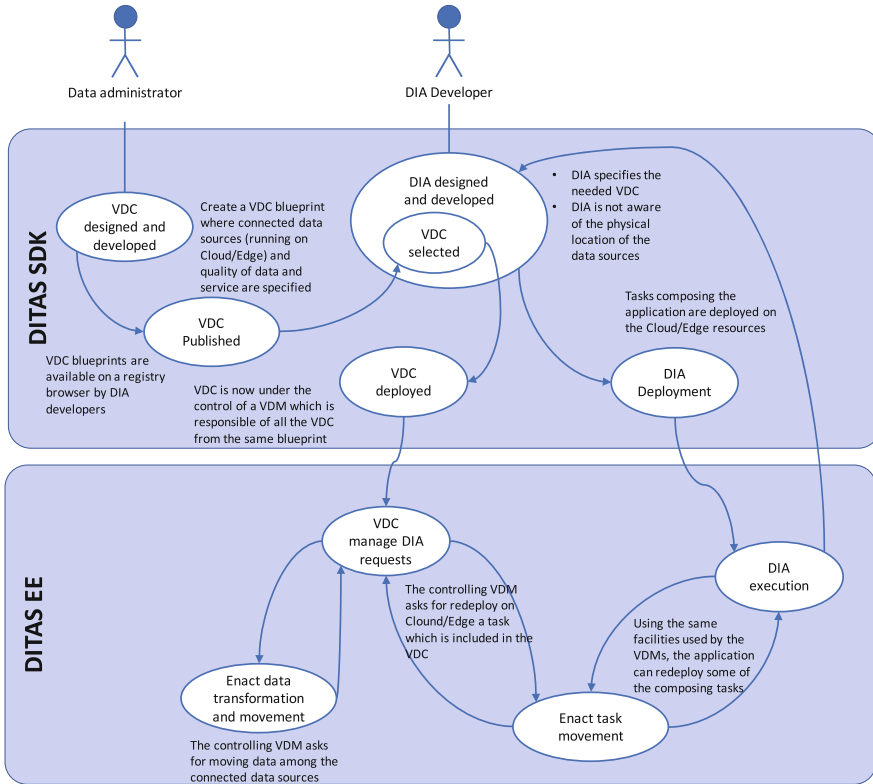 Data administrator
DIA Developer
DITAS SDK
VDC
designed and
developed
Create a VDC blueprint
where connected data
sources (running on
Cloud/Edge) and
quality of data and
service are specified
DIA designed
and developed
VDC
selected
• DIA specifies the
needed VDC
• DIA is not aware
of the physical
location of the
data sources
VDC
Published
VDC blueprints are
available on a registry
browser by DIA
developers
VDC is now under the
control of a VDM which is
responsible of all the VDC
from the same blueprint
VDC
deployed
Tasks composing the
application are deployed on
the Cloud/Edge resources
DIA
Deployment
DITAS EE
VDC
manage DIA
requests
The controlling VDM
asks for redeploy on
Clound/Edge a task
which is included in the
VDC
DIA
execution
Using the same
facilities used by the
VDMs, the application
can redeploy some of
the composing tasks
Enact data
transformation
and movement
The controlling VDM asks
for moving data among the
connected data sources
Enact task
movement